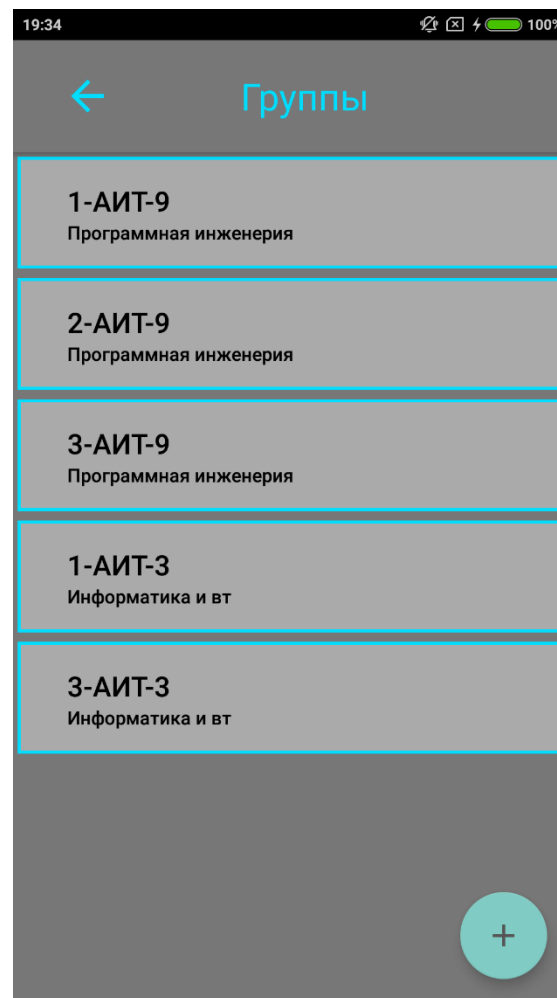 19:34
100%
Группы
1-АИТ-9
Программная инженерия
2-АИТ-9
Программная инженерия
3-АИТ-9
Программная инженерия
1-АИТ-3
Информатика и вт
3-АИТ-3
Информатика и вт
+